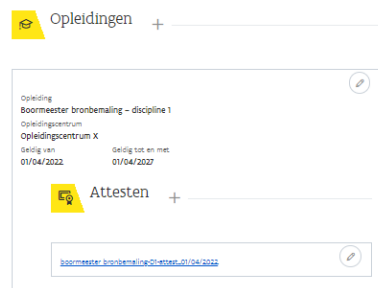 Opleidingen +
Opleiding
Boormeester bronbemaling – discipline 1
Opleidingscentrum
Opleidingscentrum X
Geldig van Geldig tot en met
01/04/2022 01/04/2027
Attesten +
boormeester bronbemaling-01-attest_01/04/2022